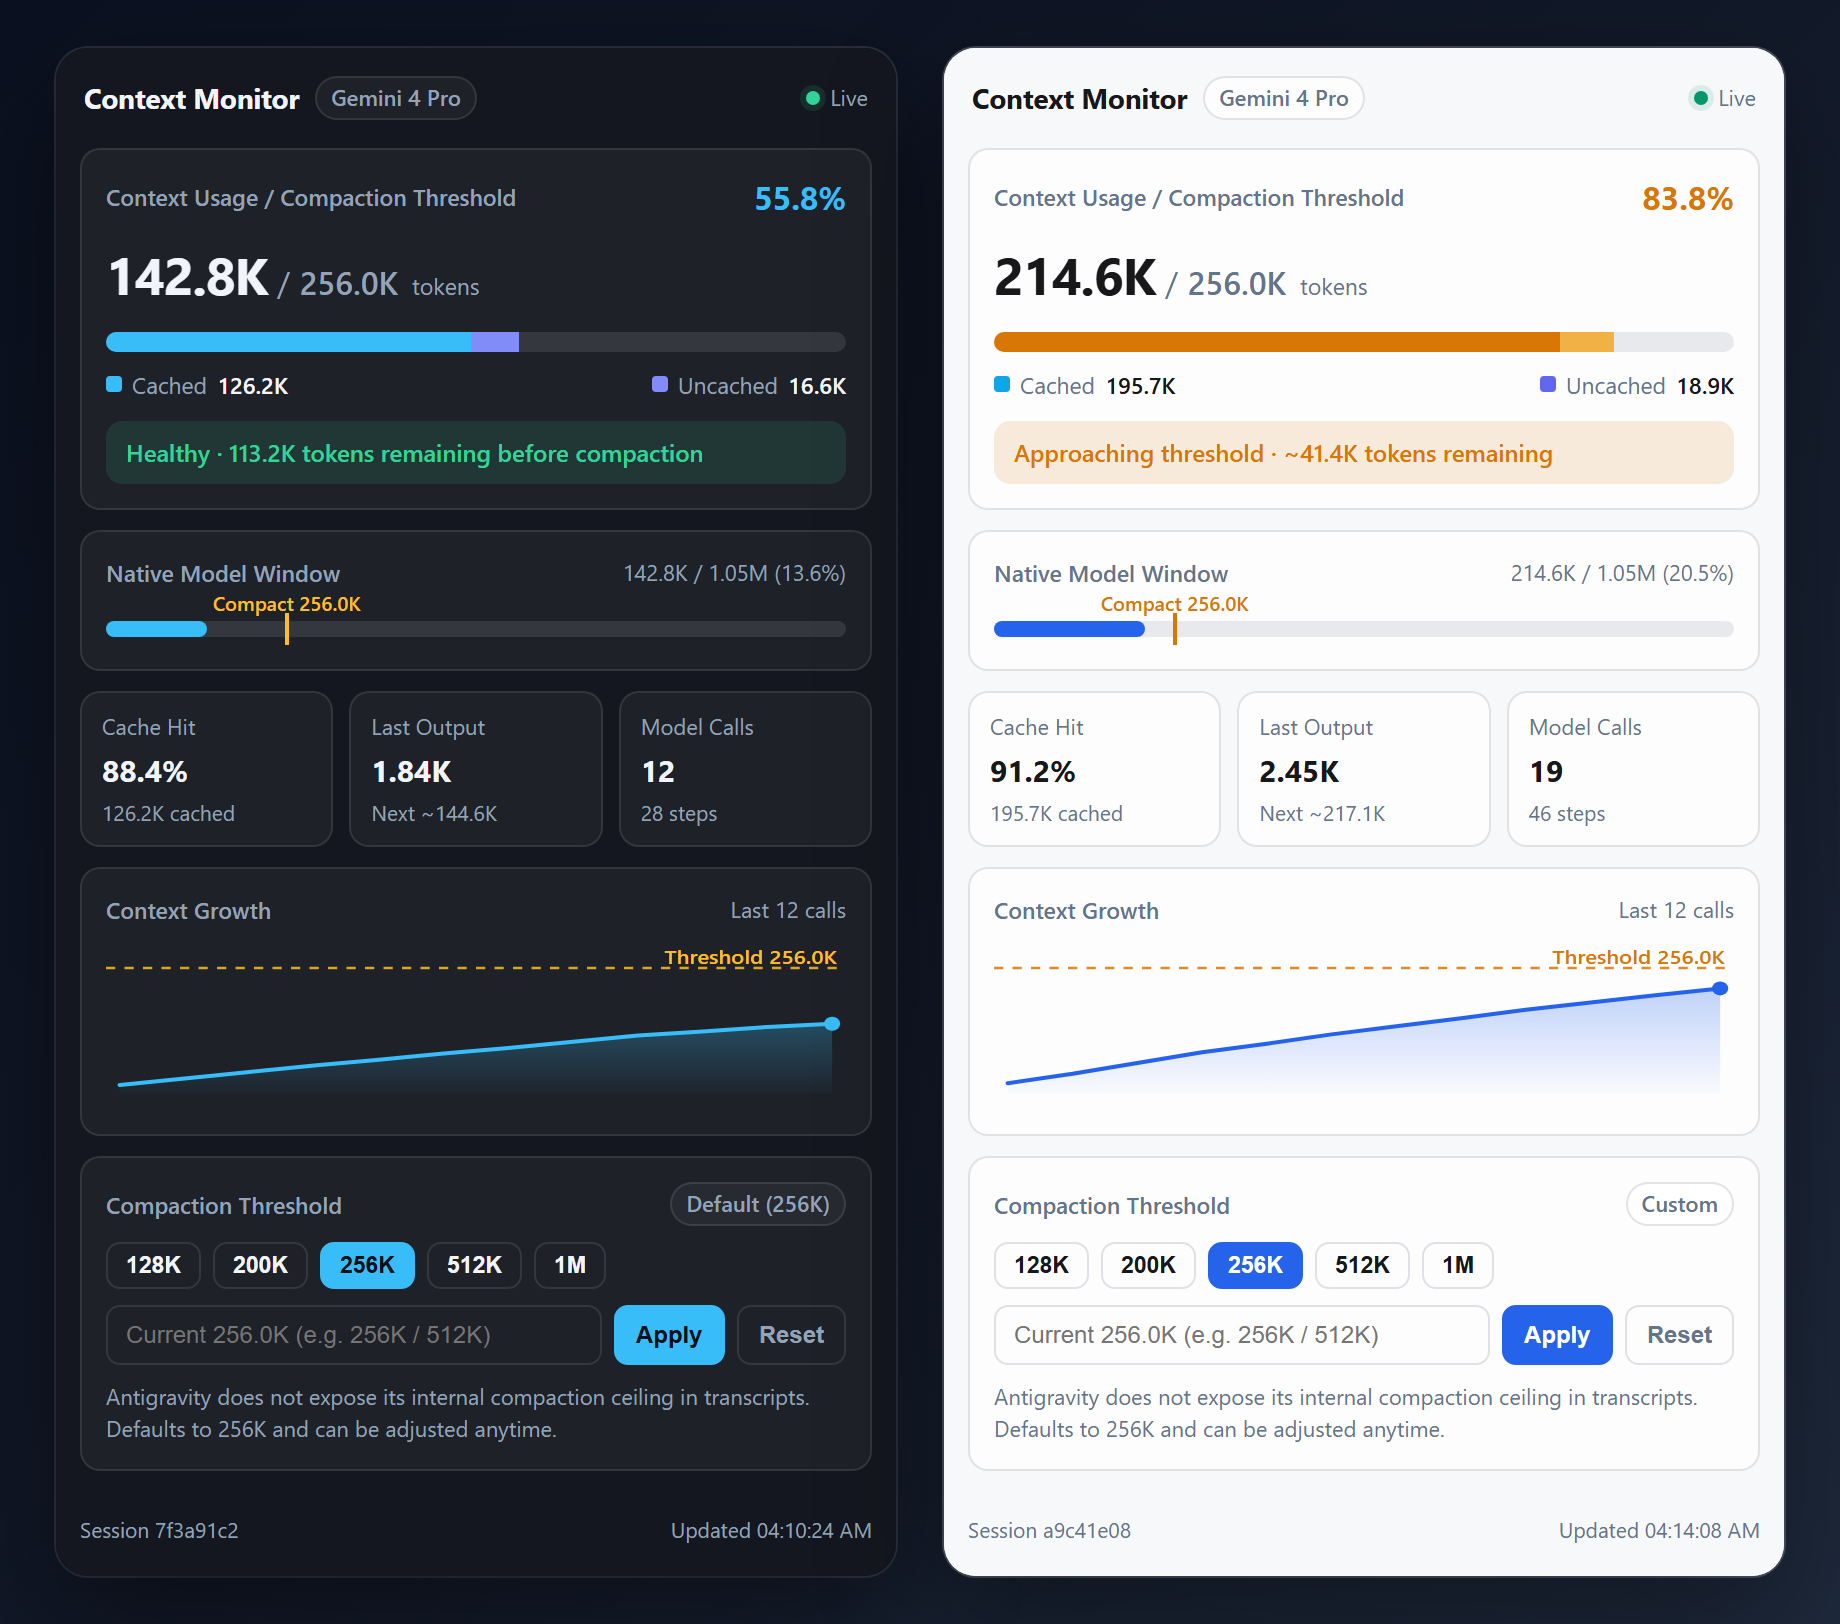 Context Monitor Gemini 4 Pro Live
Context Usage / Compaction Threshold 55.8%
142.8K / 256.0K tokens
Cached 126.2K Uncached 16.6K
Healthy · 113.2K tokens remaining before compaction
Native Model Window 142.8K / 1.05M (13.6%)
Compact 256.0K
Cache Hit
88.4%
126.2K cached
Last Output
1.84K
Next ~144.6K
Model Calls
12
28 steps
Context Growth Last 12 calls
Threshold 256.0K
Compaction Threshold Default (256K)
128K 200K 256K 512K 1M
Current 256.0K (e.g. 256K / 512K) Apply Reset
Antigravity does not expose its internal compaction ceiling in transcripts.
Defaults to 256K and can be adjusted anytime.
Session 7f3a91c2 Updated 04:10:24 AM
Context Monitor Gemini 4 Pro Live
Context Usage / Compaction Threshold 83.8%
214.6K / 256.0K tokens
Cached 195.7K Uncached 18.9K
Approaching threshold · ~41.4K tokens remaining
Native Model Window 214.6K / 1.05M (20.5%)
Compact 256.0K
Cache Hit
91.2%
195.7K cached
Last Output
2.45K
Next ~217.1K
Model Calls
19
46 steps
Context Growth Last 12 calls
Threshold 256.0K
Compaction Threshold Custom
128K 200K 256K 512K 1M
Current 256.0K (e.g. 256K / 512K) Apply Reset
Antigravity does not expose its internal compaction ceiling in transcripts.
Defaults to 256K and can be adjusted anytime.
Session a9c41e08 Updated 04:14:08 AM